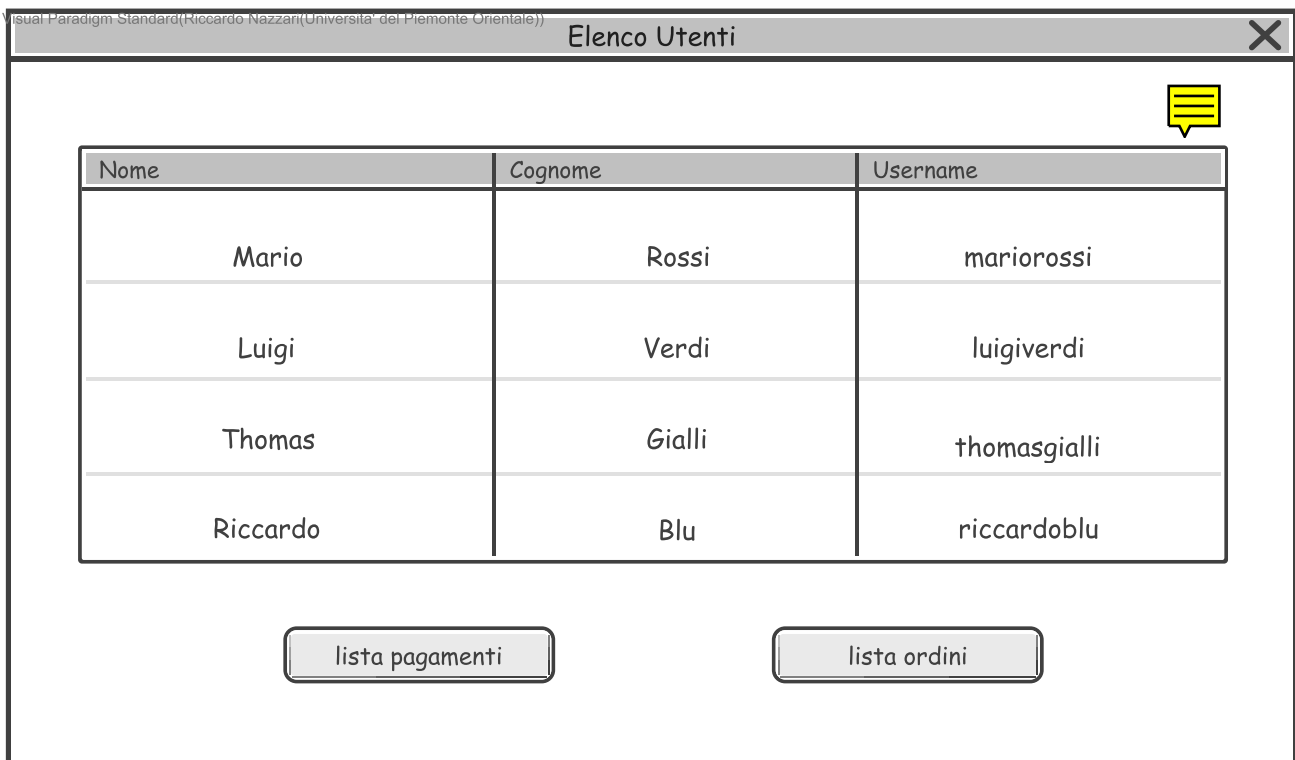 Visual Paradigm Standard(Riccardo Nazzari(Universita' del Piemonte Orientale))
Elenco Utenti
Nome Cognome Username
Mario Rossi mariorossi
Luigi Verdi luigiverdi
Thomas Gialli thomasgialli
Riccardo Blu riccardoblu
lista pagamenti lista ordini